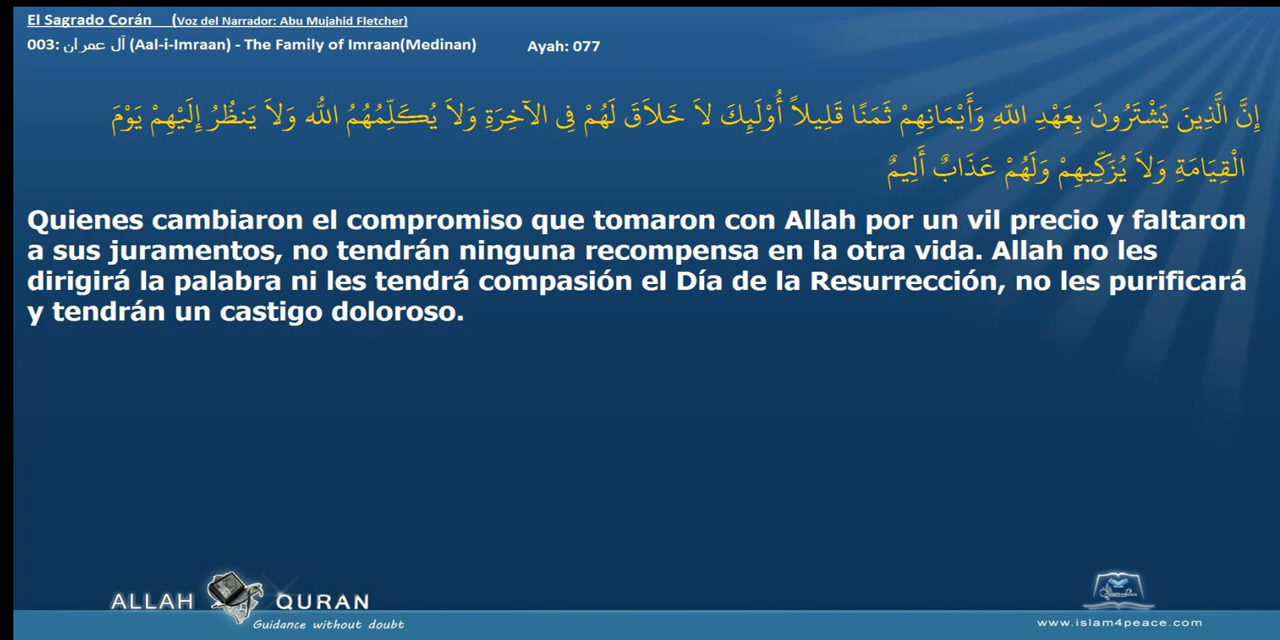 El Sagrado Corán (Voz del Narrador: Abu Mujahid Fletcher)
003: آل عمران (Aal-i-Imraan) - The Family of Imraan(Medinan) Ayah: 077
إِنَّ الَّذِينَ يَشْتَرُونَ بِعَهْدِ اللّهِ وَأَيْمَانِهِمْ ثَمَنًا قَلِيلاً أُوْلَـئِكَ لاَ خَلاَقَ لَهُمْ فِي الآخِرَةِ وَلاَ يُكَلِّمُهُمُ اللّه وَلاَ يَنظُرُ إِلَيْهِمْ يَوْمَ
الْقِيَامَةِ وَلاَ يُزَكِّيهِمْ وَلَهُمْ عَذَابٌ أَلِيمٌ
Quienes cambiaron el compromiso que tomaron con Allah por un vil precio y faltaron
a sus juramentos, no tendrán ninguna recompensa en la otra vida. Allah no les
dirigirá la palabra ni les tendrá compasión el Día de la Resurrección, no les purificará
y tendrán un castigo doloroso.
ALLAH QURAN
Guidance without doubt
www.islam4peace.com